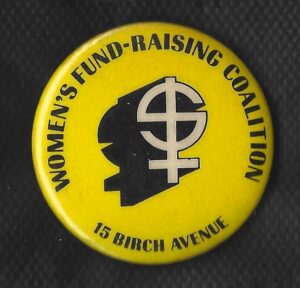 WOMEN'S FUND-RAISING COALITION
15 BIRCH AVENUE